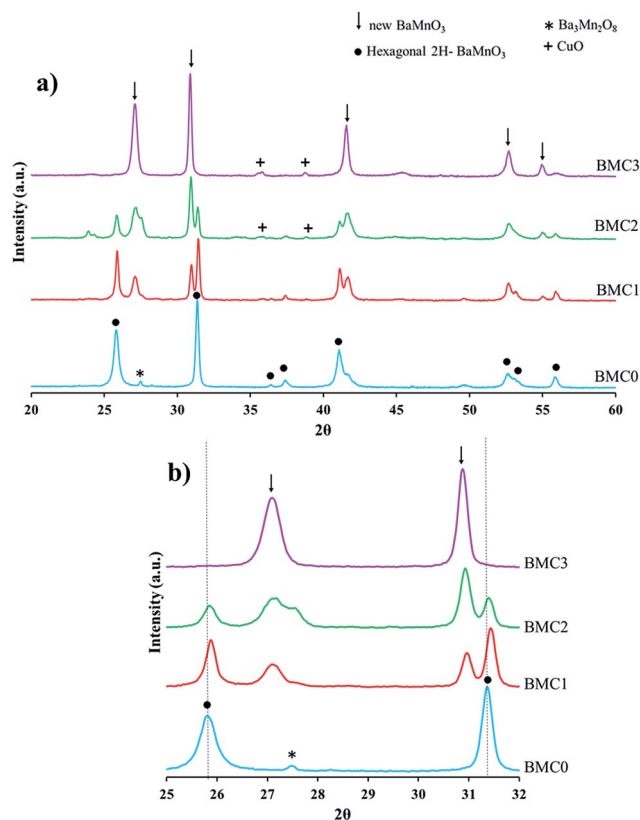 ↓ new BaMnO₃
* Ba₃Mn₂O₈
● Hexagonal 2H- BaMnO₃
+ CuO
a)
Intensity (a.u.)
BMC3
BMC2
BMC1
BMC0
20 25 30 35 40 45 50 55 60
2θ
b)
Intensity (a.u.)
BMC3
BMC2
BMC1
BMC0
25 26 27 28 29 30 31 32
2θ